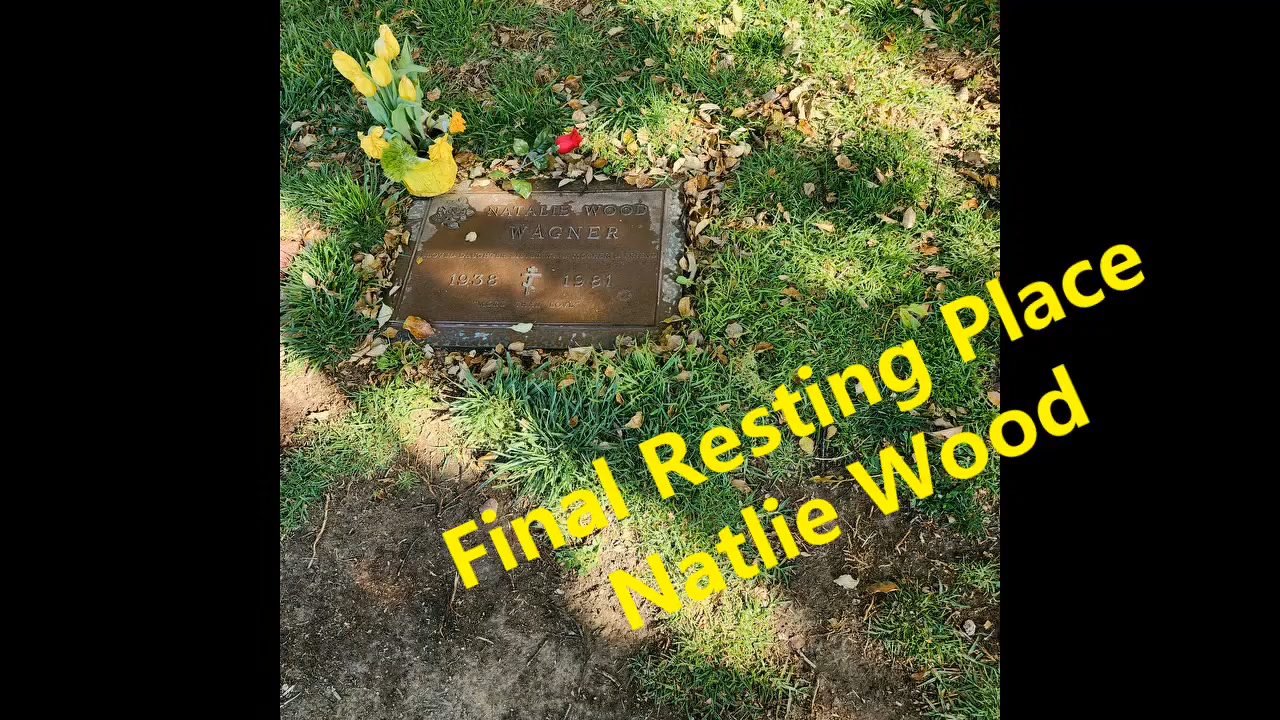 NATALIE WOOD
WAGNER
1938 1981
Final Resting Place
Natlie Wood